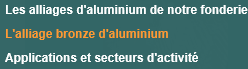 Les alliages d'aluminium de notre fonderie
L'alliage bronze d'aluminium
Applications et secteurs d'activité